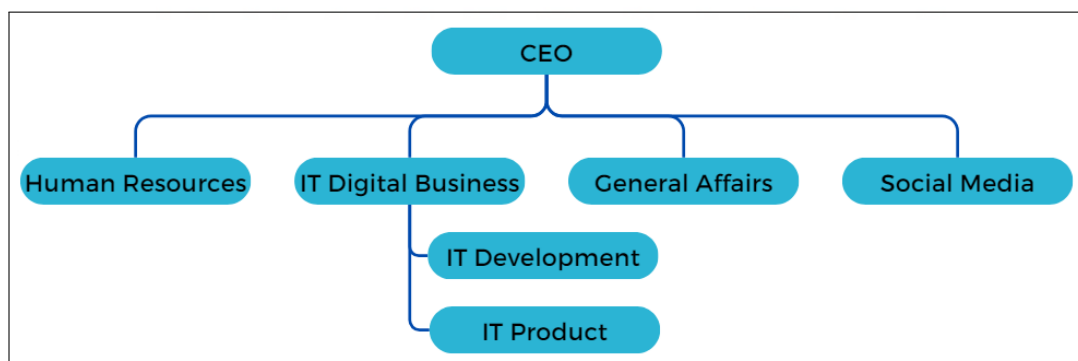 CEO
Human Resources
IT Digital Business
General Affairs
Social Media
IT Development
IT Product